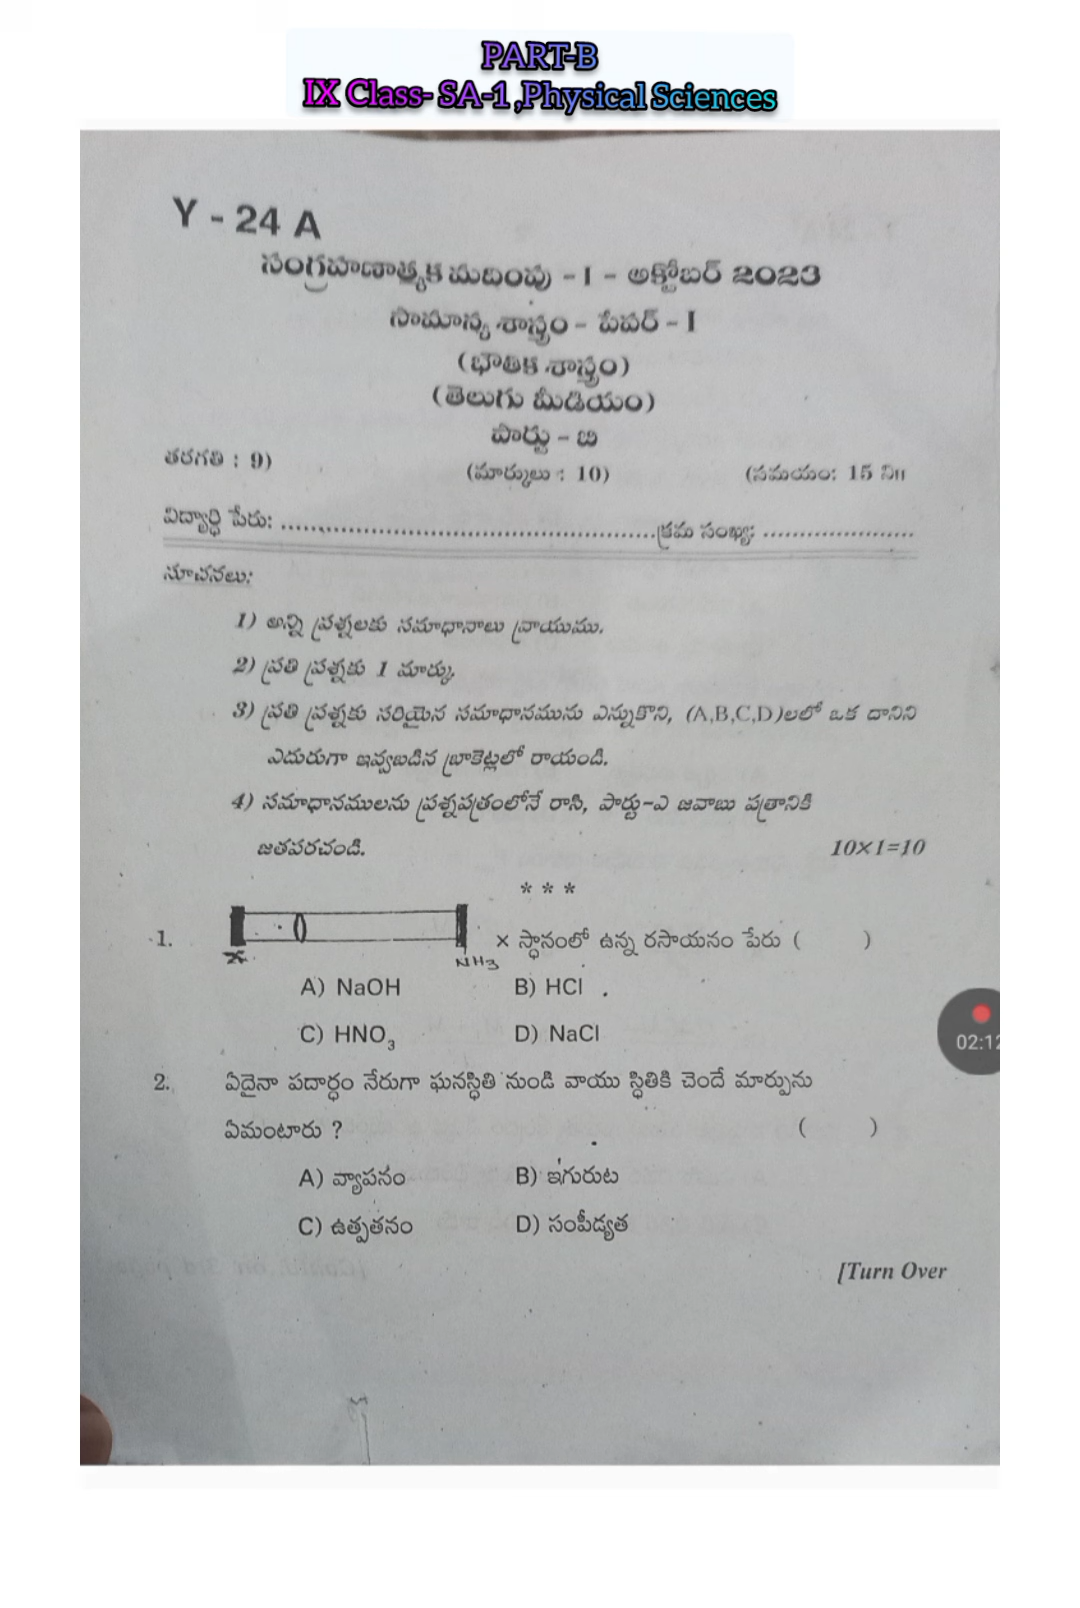 PART-B
IX Class- SA-1 ,Physical Sciences
Y - 24 A
సంగ్రహణాత్మక మదింపు - I - అక్టోబర్ 2023
సామాన్య శాస్త్రం - పేపర్ - I
(భౌతిక శాస్త్రం)
(తెలుగు మీడియం)
పార్టు - బి
తరగతి : 9) (మార్కులు : 10) (సమయం: 15 ని॥
విద్యార్థి పేరు: ........................................................క్రమ సంఖ్య: ......................
సూచనలు:
1) అన్ని ప్రశ్నలకు సమాధానాలు వ్రాయుము.
2) ప్రతి ప్రశ్నకు 1 మార్కు.
3) ప్రతి ప్రశ్నకు సరియైన సమాధానమును ఎన్నుకొని, (A,B,C,D)లలో ఒక దానిని
ఎదురుగా ఇవ్వబడిన బ్రాకెట్లలో రాయండి.
4) సమాధానములను ప్రశ్నపత్రంలోనే రాసి, పార్టు-ఎ జవాబు పత్రానికి
జతపరచండి. 10×1=10
* * *
1. × స్థానంలో ఉన్న రసాయనం పేరు ( )
X NH3
A) NaOH B) HCl
C) HNO3 D) NaCl
2. ఏదైనా పదార్థం నేరుగా ఘనస్థితి నుండి వాయు స్థితికి చెందే మార్పును
ఏమంటారు ? ( )
A) వ్యాపనం B) ఇగురుట
C) ఉత్పతనం D) సంపీడ్యత
[Turn Over
02:12